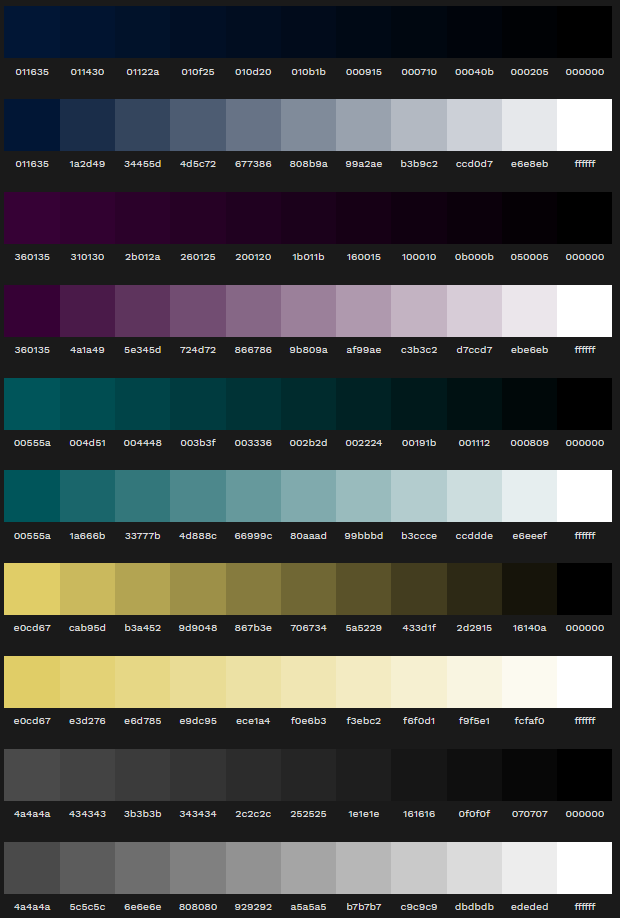 011635 011430 01122a 010f25 010d20 010b1b 000915 000710 00040b 000205 000000
011635 1a2d49 34455d 4d5c72 677386 808b9a 99a2ae b3b9c2 ccd0d7 e6e8eb ffffff
360135 310130 2b012a 260125 200120 1b011b 160015 100010 0b000b 050005 000000
360135 4a1a49 5e345d 724d72 866786 9b809a af99ae c3b3c2 d7ccd7 ebe6eb ffffff
00555a 004d51 004448 003b3f 003336 002b2d 002224 00191b 001112 000809 000000
00555a 1a666b 33777b 4d888c 66999c 80aaad 99bbbd b3ccce ccddde e6eeef ffffff
e0cd67 cab95d b3a452 9d9048 867b3e 706734 5a5229 433d1f 2d2915 16140a 000000
e0cd67 e3d276 e6d785 e9dc95 ece1a4 f0e6b3 f3ebc2 f6f0d1 f9f5e1 fcfaf0 ffffff
4a4a4a 434343 3b3b3b 343434 2c2c2c 252525 1e1e1e 161616 0f0f0f 070707 000000
4a4a4a 5c5c5c 6e6e6e 808080 929292 a5a5a5 b7b7b7 c9c9c9 dbdbdb ededed ffffff